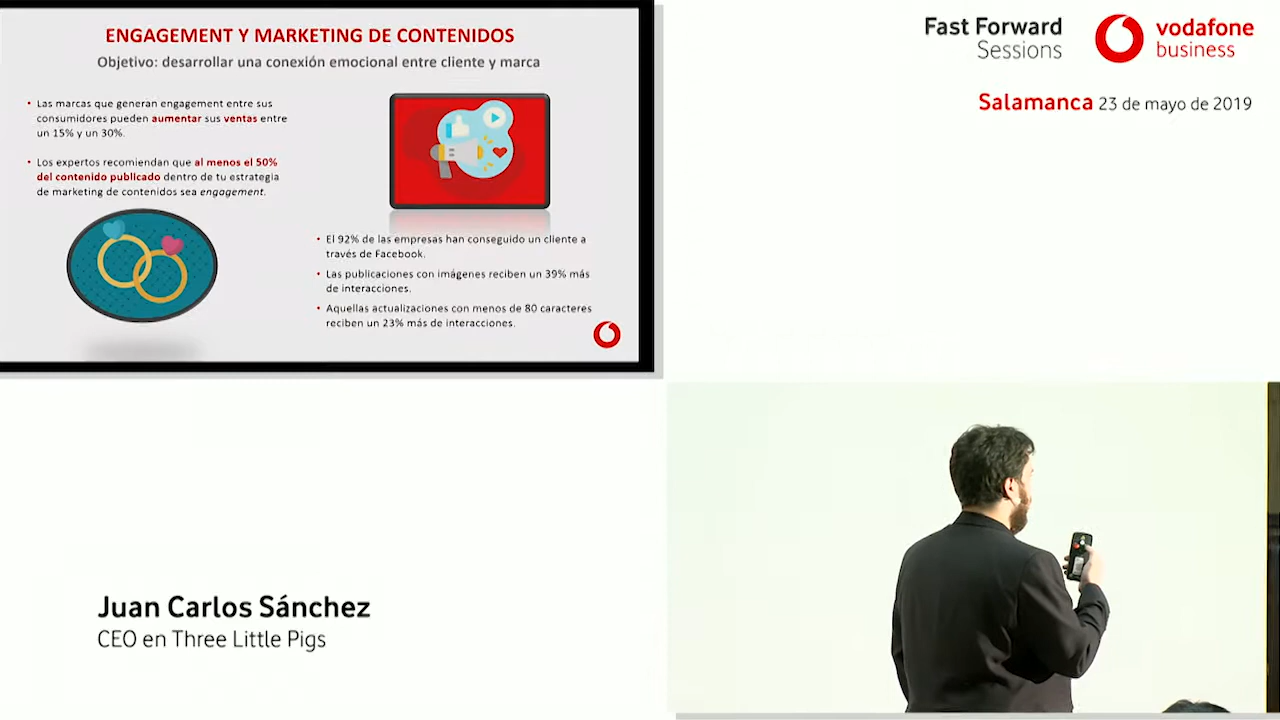 ENGAGEMENT Y MARKETING DE CONTENIDOS
Objetivo: desarrollar una conexión emocional entre cliente y marca
• Las marcas que generan engagement entre sus
consumidores pueden aumentar sus ventas entre
un 15% y un 30%.
• Los expertos recomiendan que al menos el 50%
del contenido publicado dentro de tu estrategia
de marketing de contenidos sea engagement.
• El 92% de las empresas han conseguido un cliente a
través de Facebook.
• Las publicaciones con imágenes reciben un 39% más
de interacciones.
• Aquellas actualizaciones con menos de 80 caracteres
reciben un 23% más de interacciones.
Fast Forward
Sessions
vodafone
business
Salamanca 23 de mayo de 2019
Juan Carlos Sánchez
CEO en Three Little Pigs